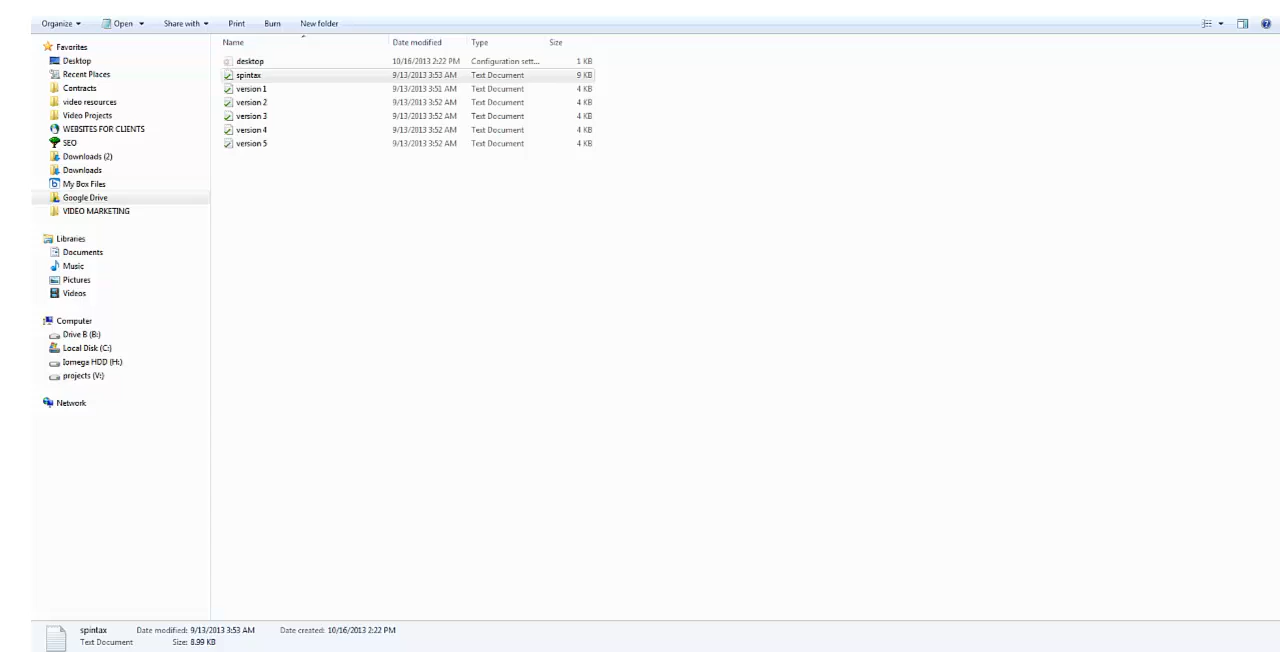 Organize Open Share with Print Burn New folder
Name Date modified Type Size
Favorites
Desktop
Recent Places
Contracts
video resources
Video Projects
WEBSITES FOR CLIENTS
SEO
Downloads (2)
Downloads
My Box Files
Google Drive
VIDEO MARKETING
Libraries
Documents
Music
Pictures
Videos
Computer
Drive B (B:)
Local Disk (C:)
Iomega HDD (H:)
projects (V:)
Network
desktop 10/16/2013 2:22 PM Configuration sett... 1 KB
spintax 9/13/2013 3:53 AM Text Document 9 KB
version 1 9/13/2013 3:51 AM Text Document 4 KB
version 2 9/13/2013 3:52 AM Text Document 4 KB
version 3 9/13/2013 3:52 AM Text Document 4 KB
version 4 9/13/2013 3:52 AM Text Document 4 KB
version 5 9/13/2013 3:52 AM Text Document 4 KB
spintax Date modified: 9/13/2013 3:53 AM Date created: 10/16/2013 2:22 PM
Text Document Size: 8.99 KB